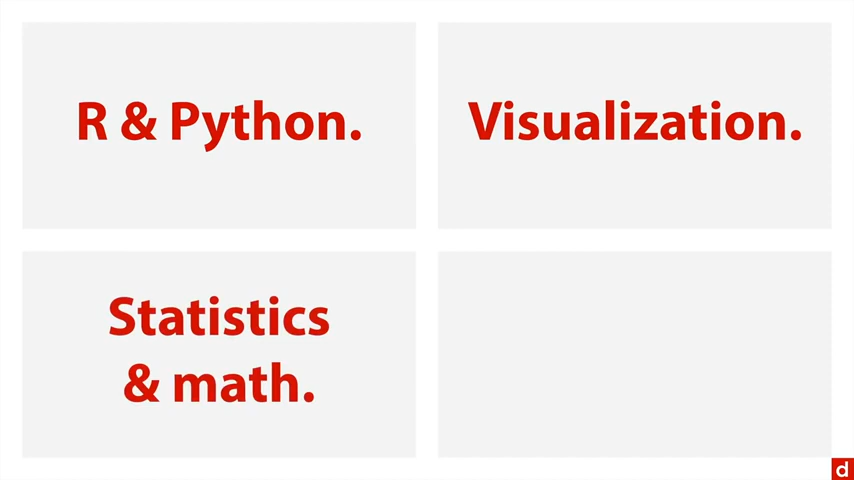 R & Python.
Visualization.
Statistics
& math.
d